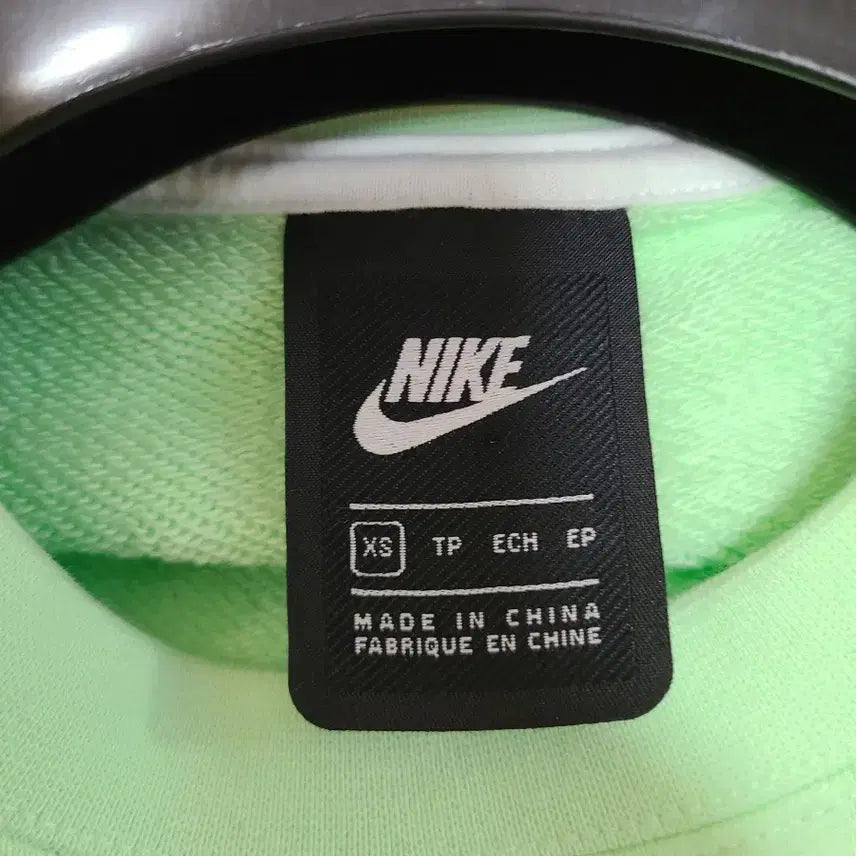 NIKE
XS TP ECH EP
MADE IN CHINA
FABRIQUE EN CHINE